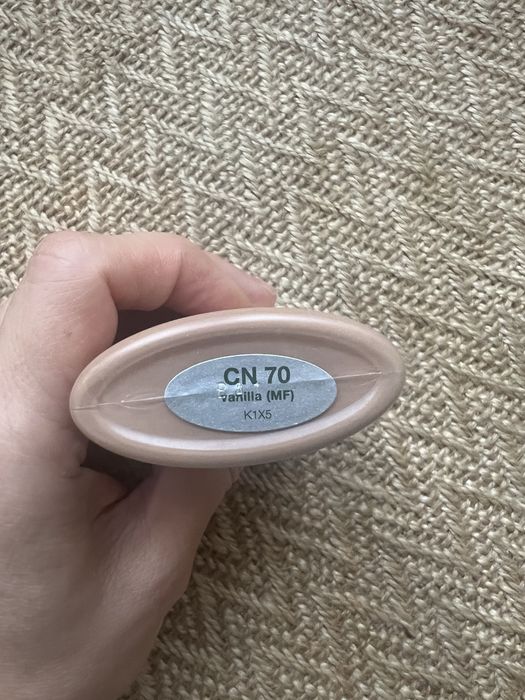 CN 70
vanilla (MF)
K1X5